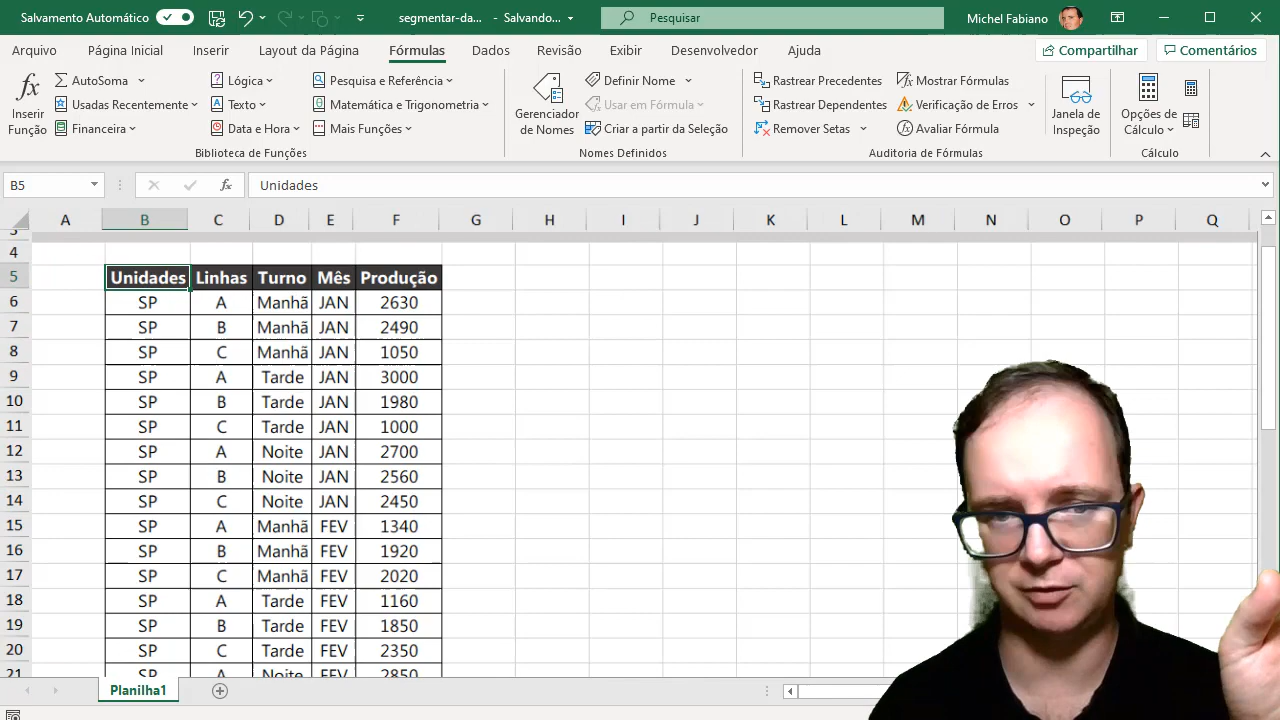 Salvamento Automático
segmentar-da... - Salvando...
Pesquisar
Michel Fabiano
Arquivo Página Inicial Inserir Layout da Página Fórmulas Dados Revisão Exibir Desenvolvedor Ajuda Compartilhar Comentários
Inserir Função
AutoSoma
Usadas Recentemente
Financeira
Lógica
Texto
Data e Hora
Pesquisa e Referência
Matemática e Trigonometria
Mais Funções
Biblioteca de Funções
Gerenciador de Nomes
Definir Nome
Usar em Fórmula
Criar a partir da Seleção
Nomes Definidos
Rastrear Precedentes
Rastrear Dependentes
Remover Setas
Mostrar Fórmulas
Verificação de Erros
Avaliar Fórmula
Auditoria de Fórmulas
Janela de Inspeção
Opções de Cálculo
Cálculo
B5 fx Unidades
A B C D E F G H I J K L M N O P Q
4
5 Unidades Linhas Turno Mês Produção
6 SP A Manhã JAN 2630
7 SP B Manhã JAN 2490
8 SP C Manhã JAN 1050
9 SP A Tarde JAN 3000
10 SP B Tarde JAN 1980
11 SP C Tarde JAN 1000
12 SP A Noite JAN 2700
13 SP B Noite JAN 2560
14 SP C Noite JAN 2450
15 SP A Manhã FEV 1340
16 SP B Manhã FEV 1920
17 SP C Manhã FEV 2020
18 SP A Tarde FEV 1160
19 SP B Tarde FEV 1850
20 SP C Tarde FEV 2350
21 SP A Noite FEV 2850
Planilha1